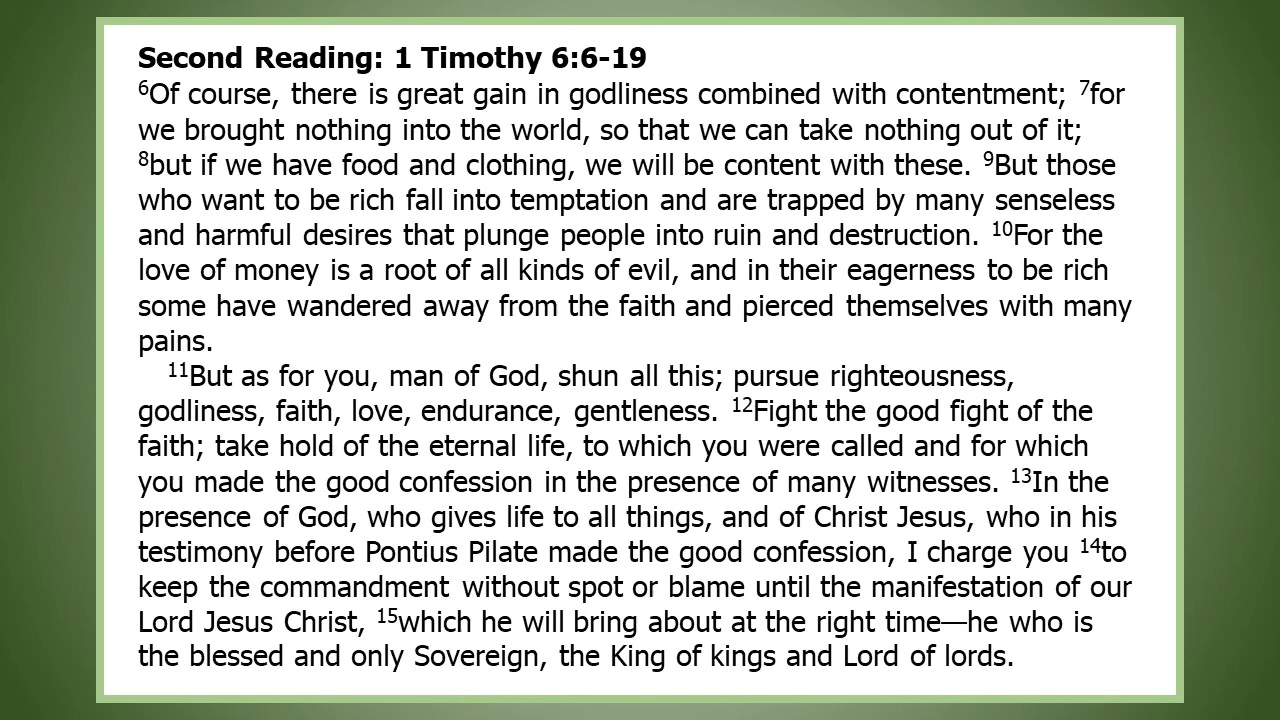 Second Reading: 1 Timothy 6:6-19
⁶Of course, there is great gain in godliness combined with contentment; ⁷for
we brought nothing into the world, so that we can take nothing out of it;
⁸but if we have food and clothing, we will be content with these. ⁹But those
who want to be rich fall into temptation and are trapped by many senseless
and harmful desires that plunge people into ruin and destruction. ¹⁰For the
love of money is a root of all kinds of evil, and in their eagerness to be rich
some have wandered away from the faith and pierced themselves with many
pains.
¹¹But as for you, man of God, shun all this; pursue righteousness,
godliness, faith, love, endurance, gentleness. ¹²Fight the good fight of the
faith; take hold of the eternal life, to which you were called and for which
you made the good confession in the presence of many witnesses. ¹³In the
presence of God, who gives life to all things, and of Christ Jesus, who in his
testimony before Pontius Pilate made the good confession, I charge you ¹⁴to
keep the commandment without spot or blame until the manifestation of our
Lord Jesus Christ, ¹⁵which he will bring about at the right time—he who is
the blessed and only Sovereign, the King of kings and Lord of lords.